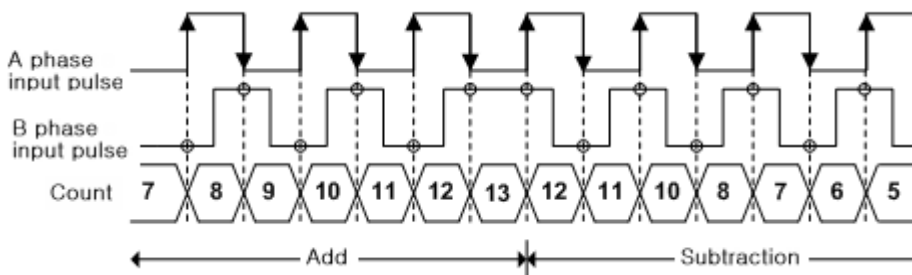 A phase
input pulse
B phase
input pulse
Count 7 8 9 10 11 12 13 12 11 10 8 7 6 5
Add Subtraction